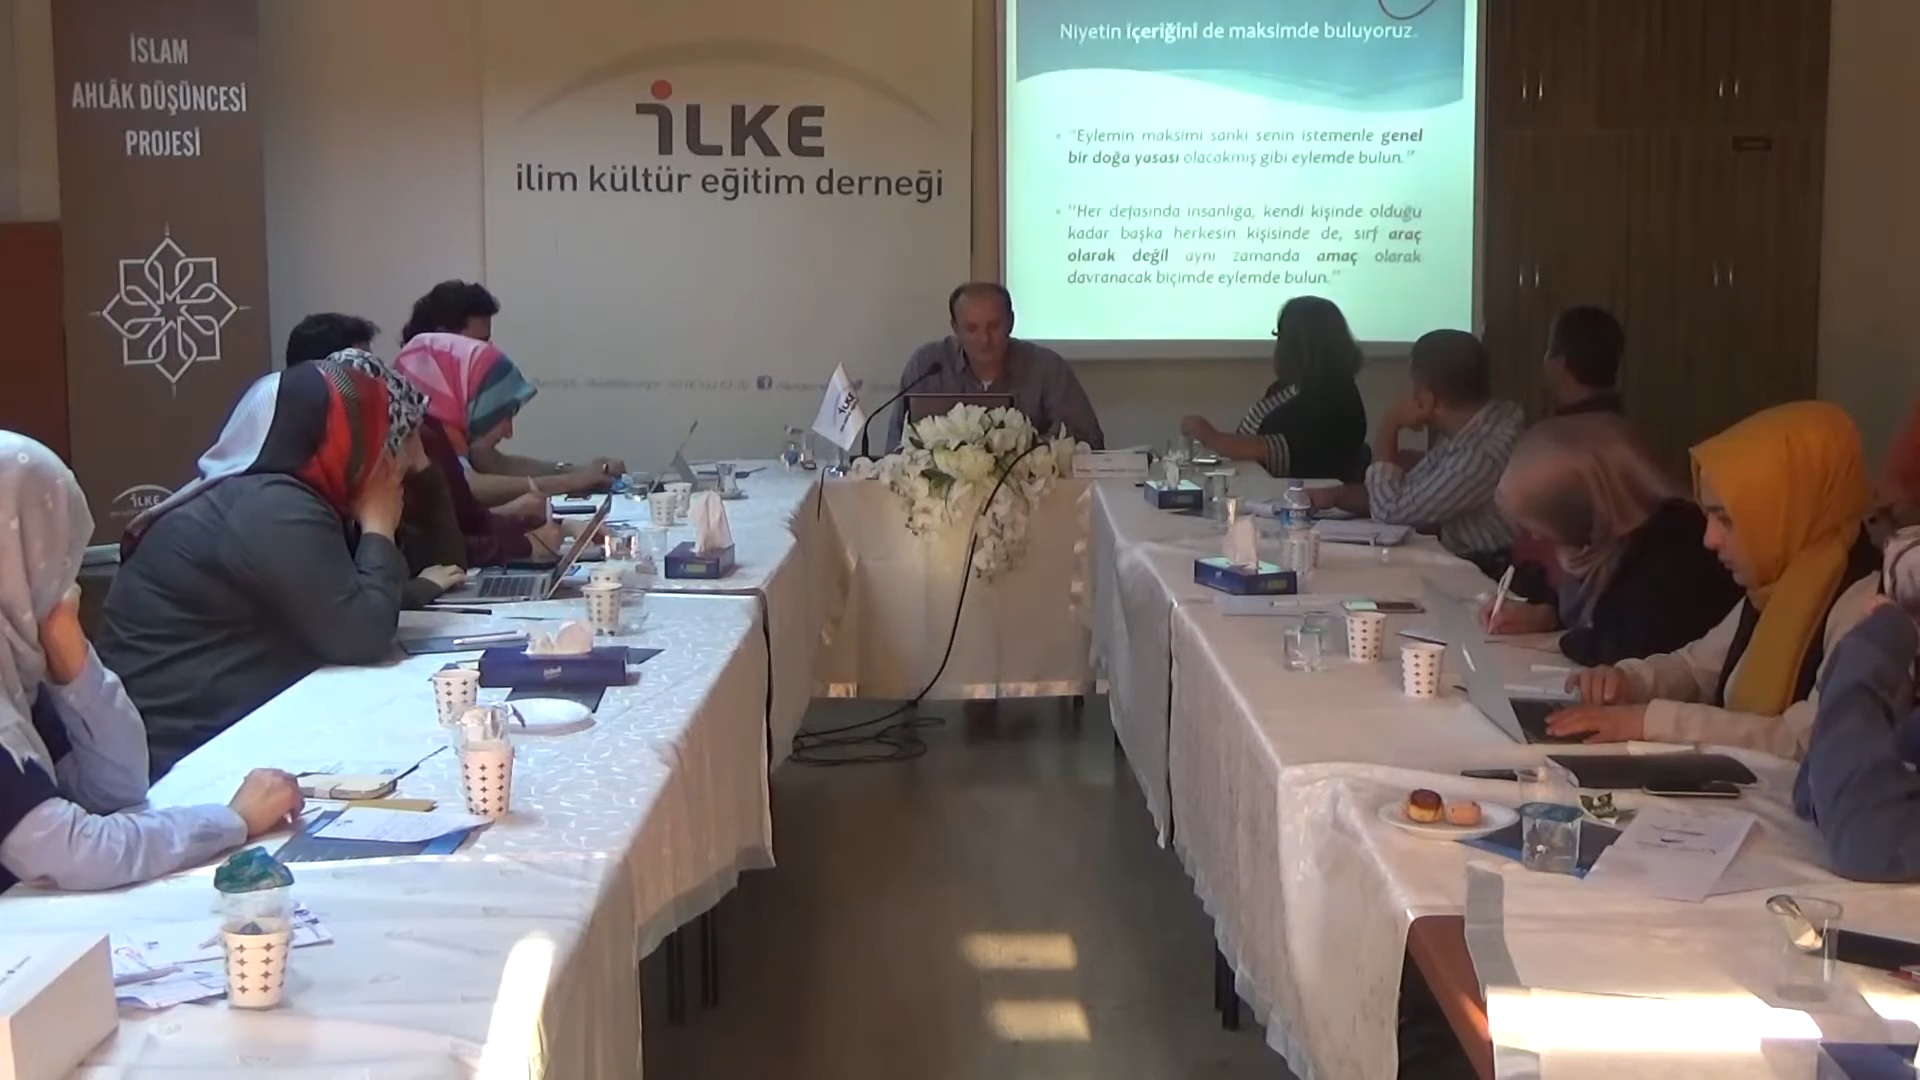 İSLAM
AHLÂK DÜŞÜNCESİ
PROJESİ
İLKE
İLKE
ilim kültür eğitim derneği
Niyetin içeriğini de maksimde buluyoruz.
"Eylemin maksimi sanki senin istemenle genel
bir doğa yasası olacakmış gibi eylemde bulun."
"Her defasında insanlığa, kendi kişinde olduğu
kadar başka herkesin kişisinde de, sırf araç
olarak değil aynı zamanda amaç olarak
davranacak biçimde eylemde bulun."
İLKE